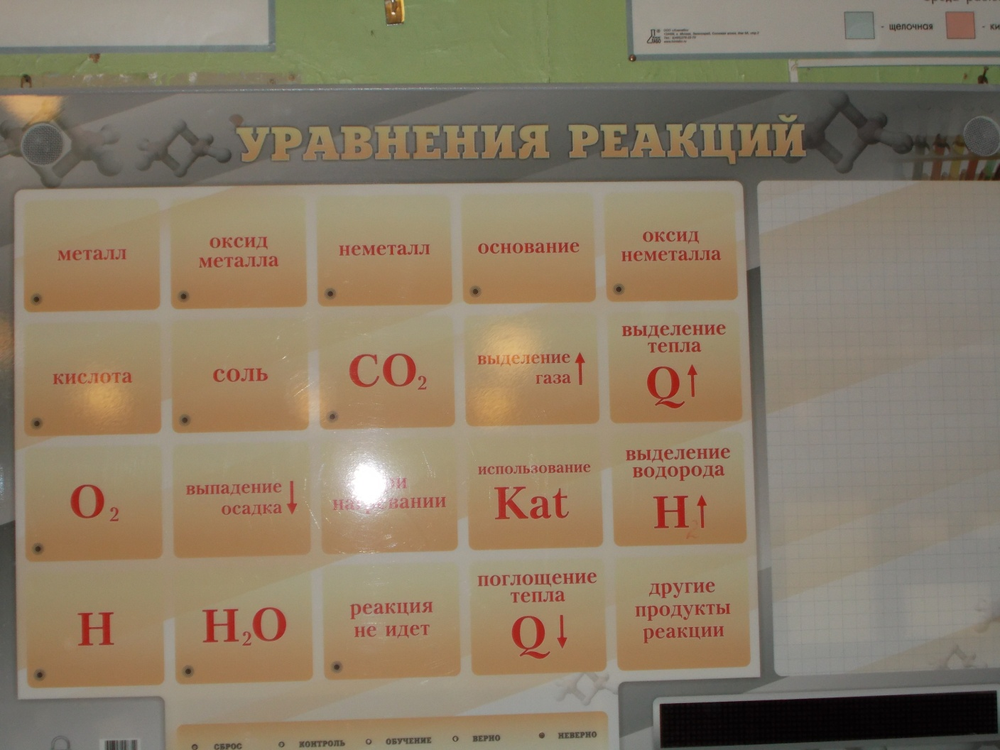 - щелочная
УРАВНЕНИЯ РЕАКЦИЙ
металл
оксид
металла
неметалл
основание
оксид
неметалла
кислота
соль
CO₂
выделение
газа↑
выделение
тепла
Q↑
O₂
выпадение
осадка↓
использование
Kat
выделение
водорода
H↑
H
H₂O
реакция
не идет
поглощение
тепла
Q↓
другие
продукты
реакции
СБРОС КОНТРОЛЬ ОБУЧЕНИЕ ВЕРНО НЕВЕРНО